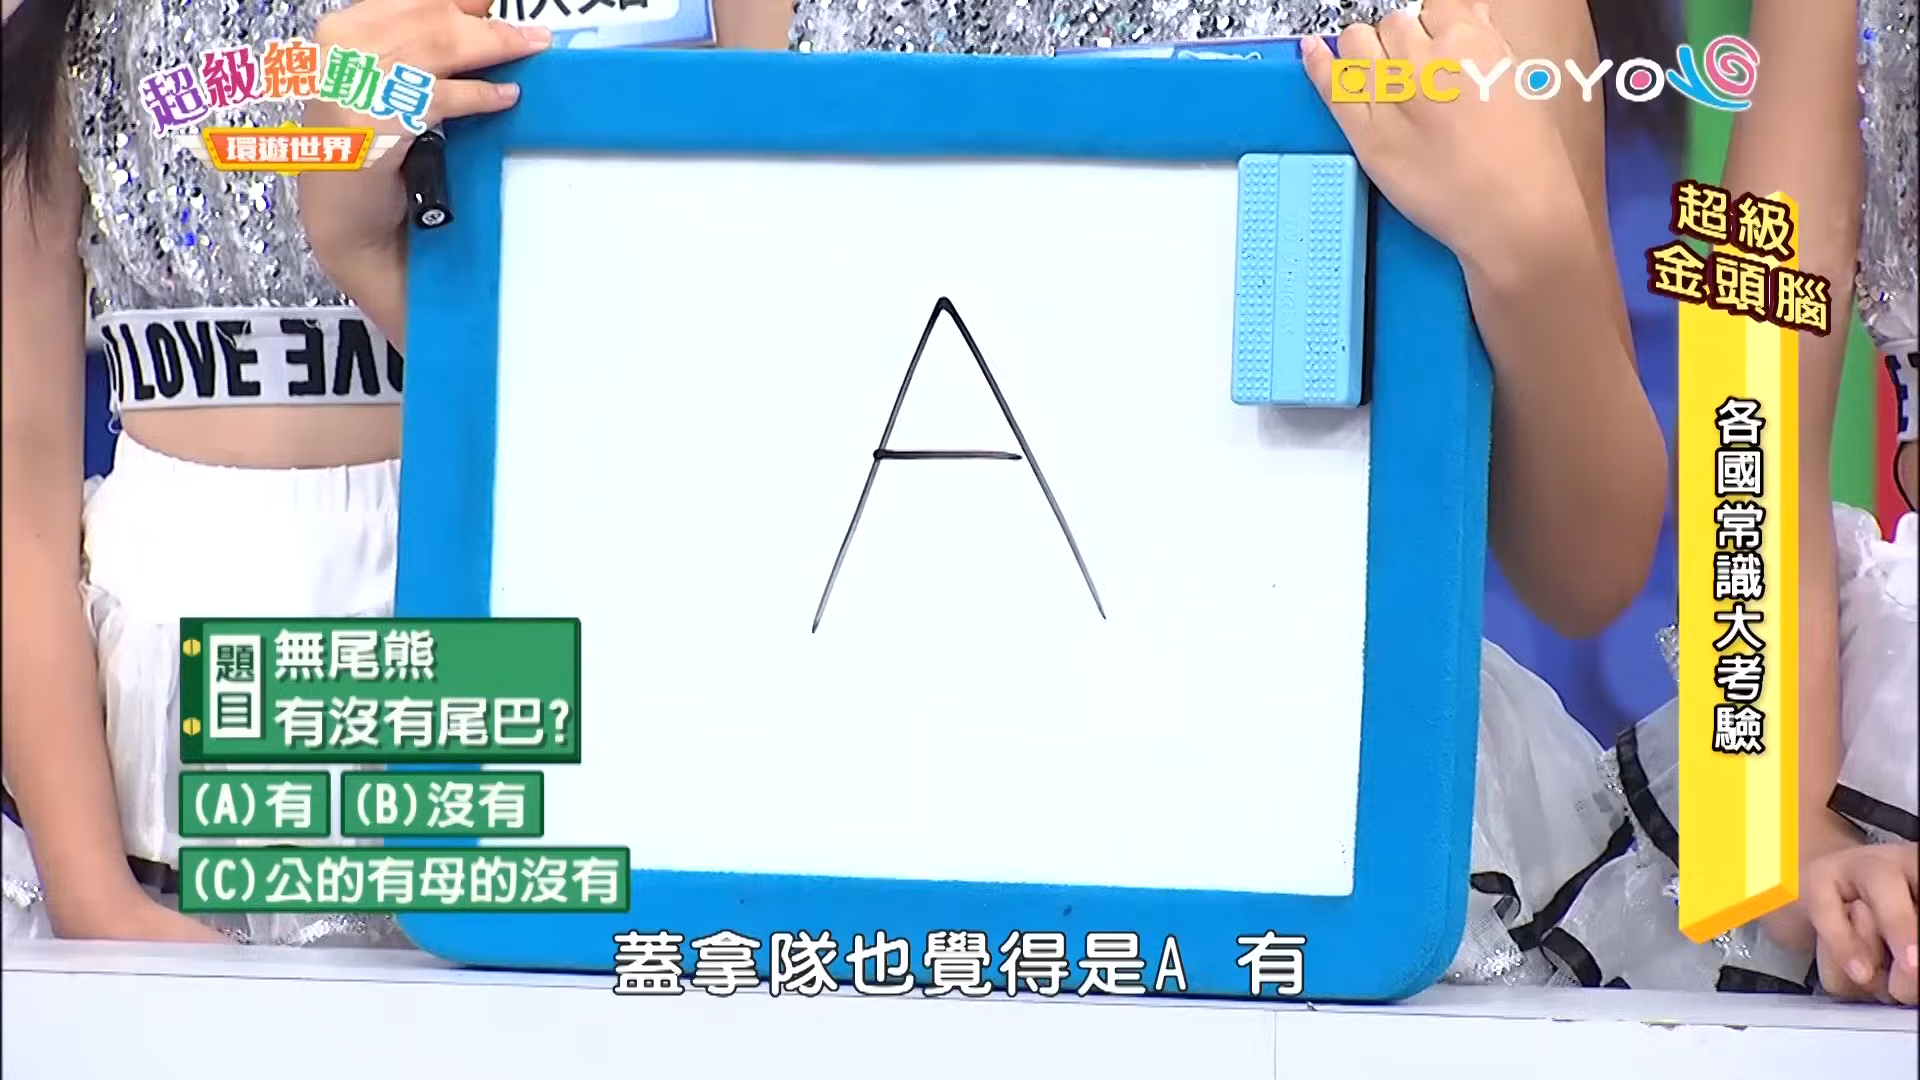 超級總動員
環遊世界
EBCYOYO
超級
金頭腦
各國常識大考驗
LOVE
A
題目
無尾熊
有沒有尾巴?
(A)有
(B)沒有
(C)公的有母的沒有
蓋拿隊也覺得是A 有